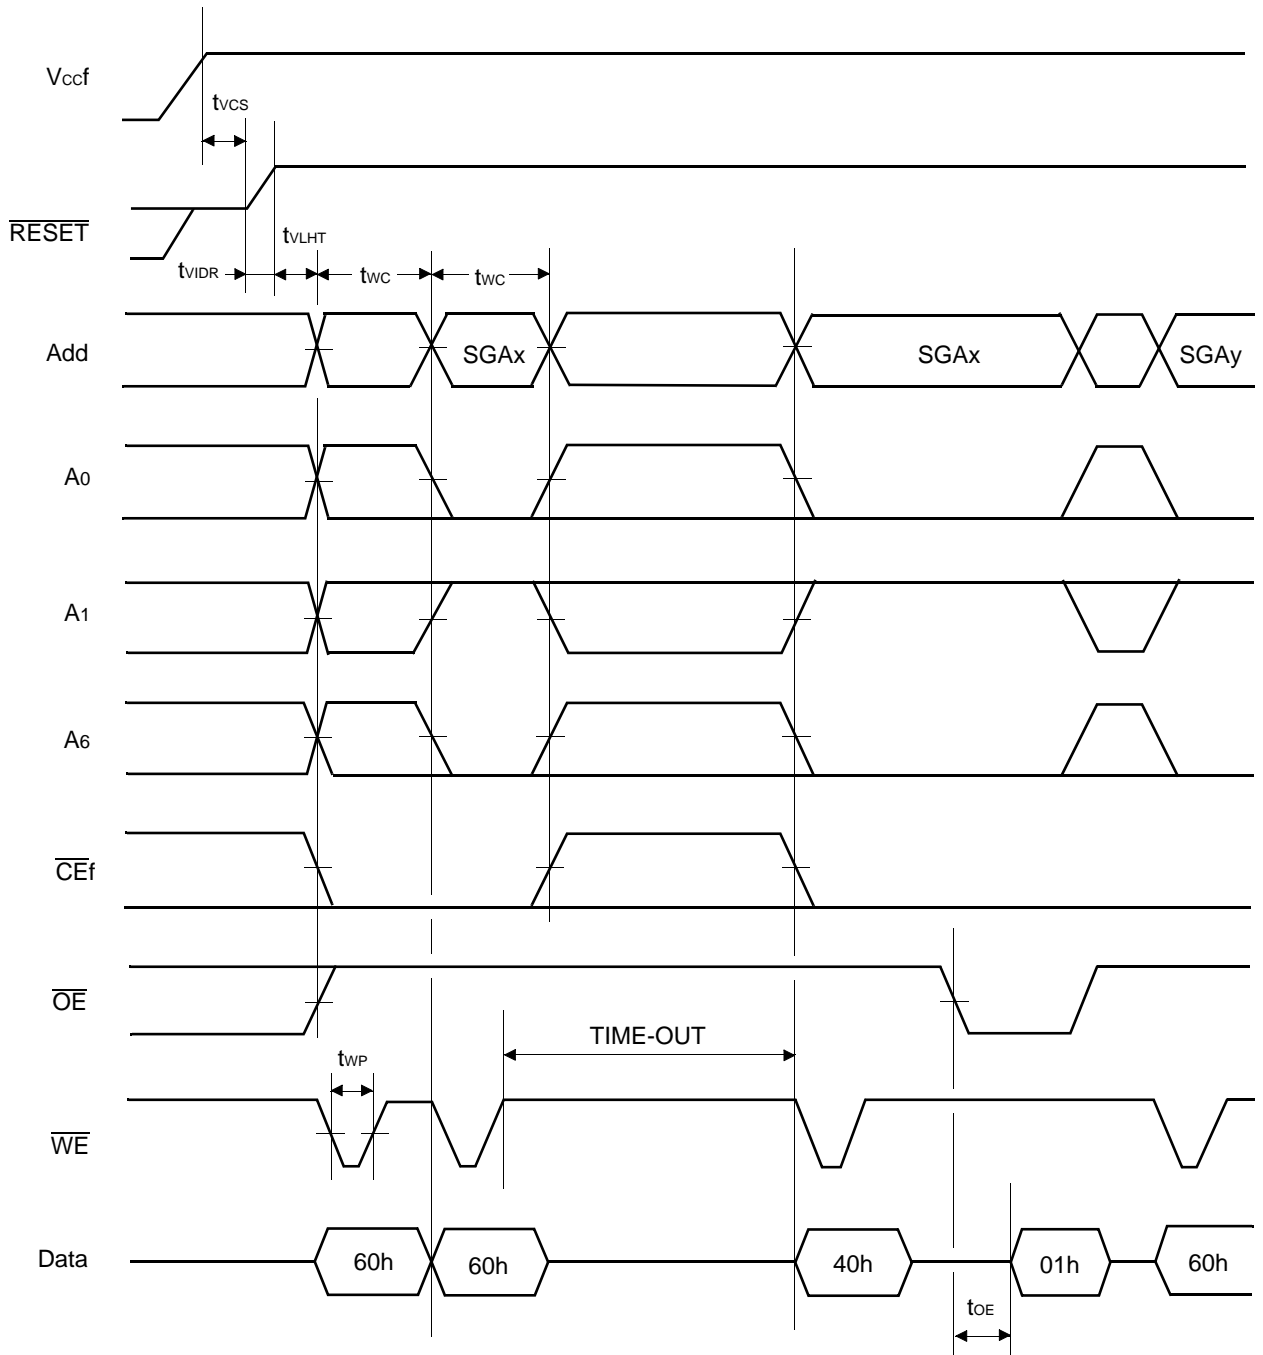 VCCf
tVCS
RESET
tVLHT
tVIDR
tWC
tWC
Add
SGAx
SGAx
SGAy
A0
A1
A6
CEf
OE
TIME-OUT
tWP
WE
Data
60h
60h
40h
01h
60h
tOE